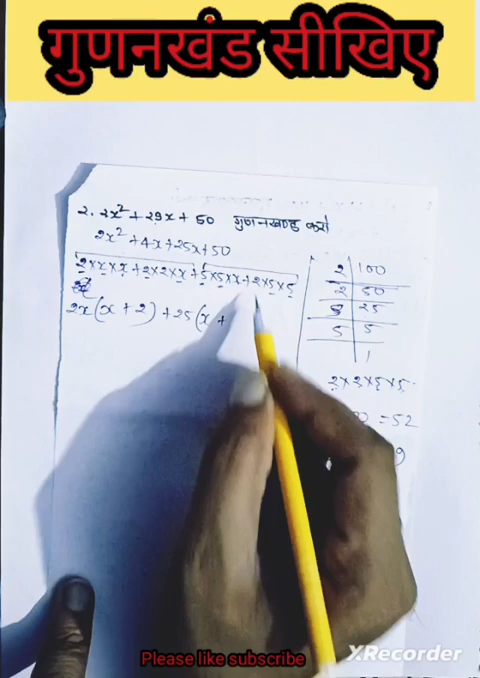 गुणनखंड सीखिए
2. 2x² + 29x + 50 गुणनखण्ड करो
2x² + 4x + 25x + 50
2×x×x + 2×2×x + 5×5×x + 2×5×5
2x(x + 2) + 25(x +
2 100
2 50
5 25
5 5
1
2×2×5×5
= 52
9
Please like subscribe
XRecorder